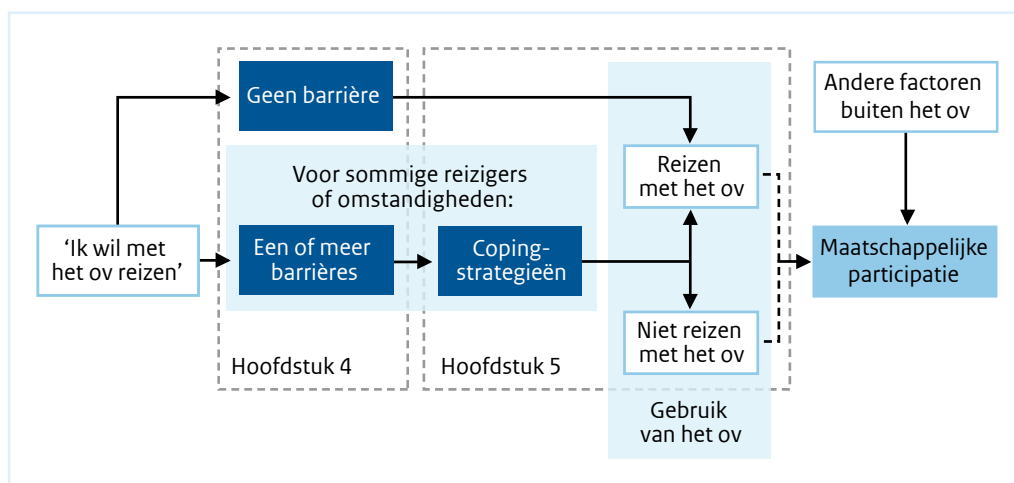 Geen barrière
Andere factoren
buiten het ov
Voor sommige reizigers
of omstandigheden:
Reizen
met het ov
‘Ik wil met
het ov reizen’
Een of meer
barrières
Coping-
strategieën
Maatschappelijke
participatie
Niet reizen
met het ov
Hoofdstuk 4
Hoofdstuk 5
Gebruik
van het ov